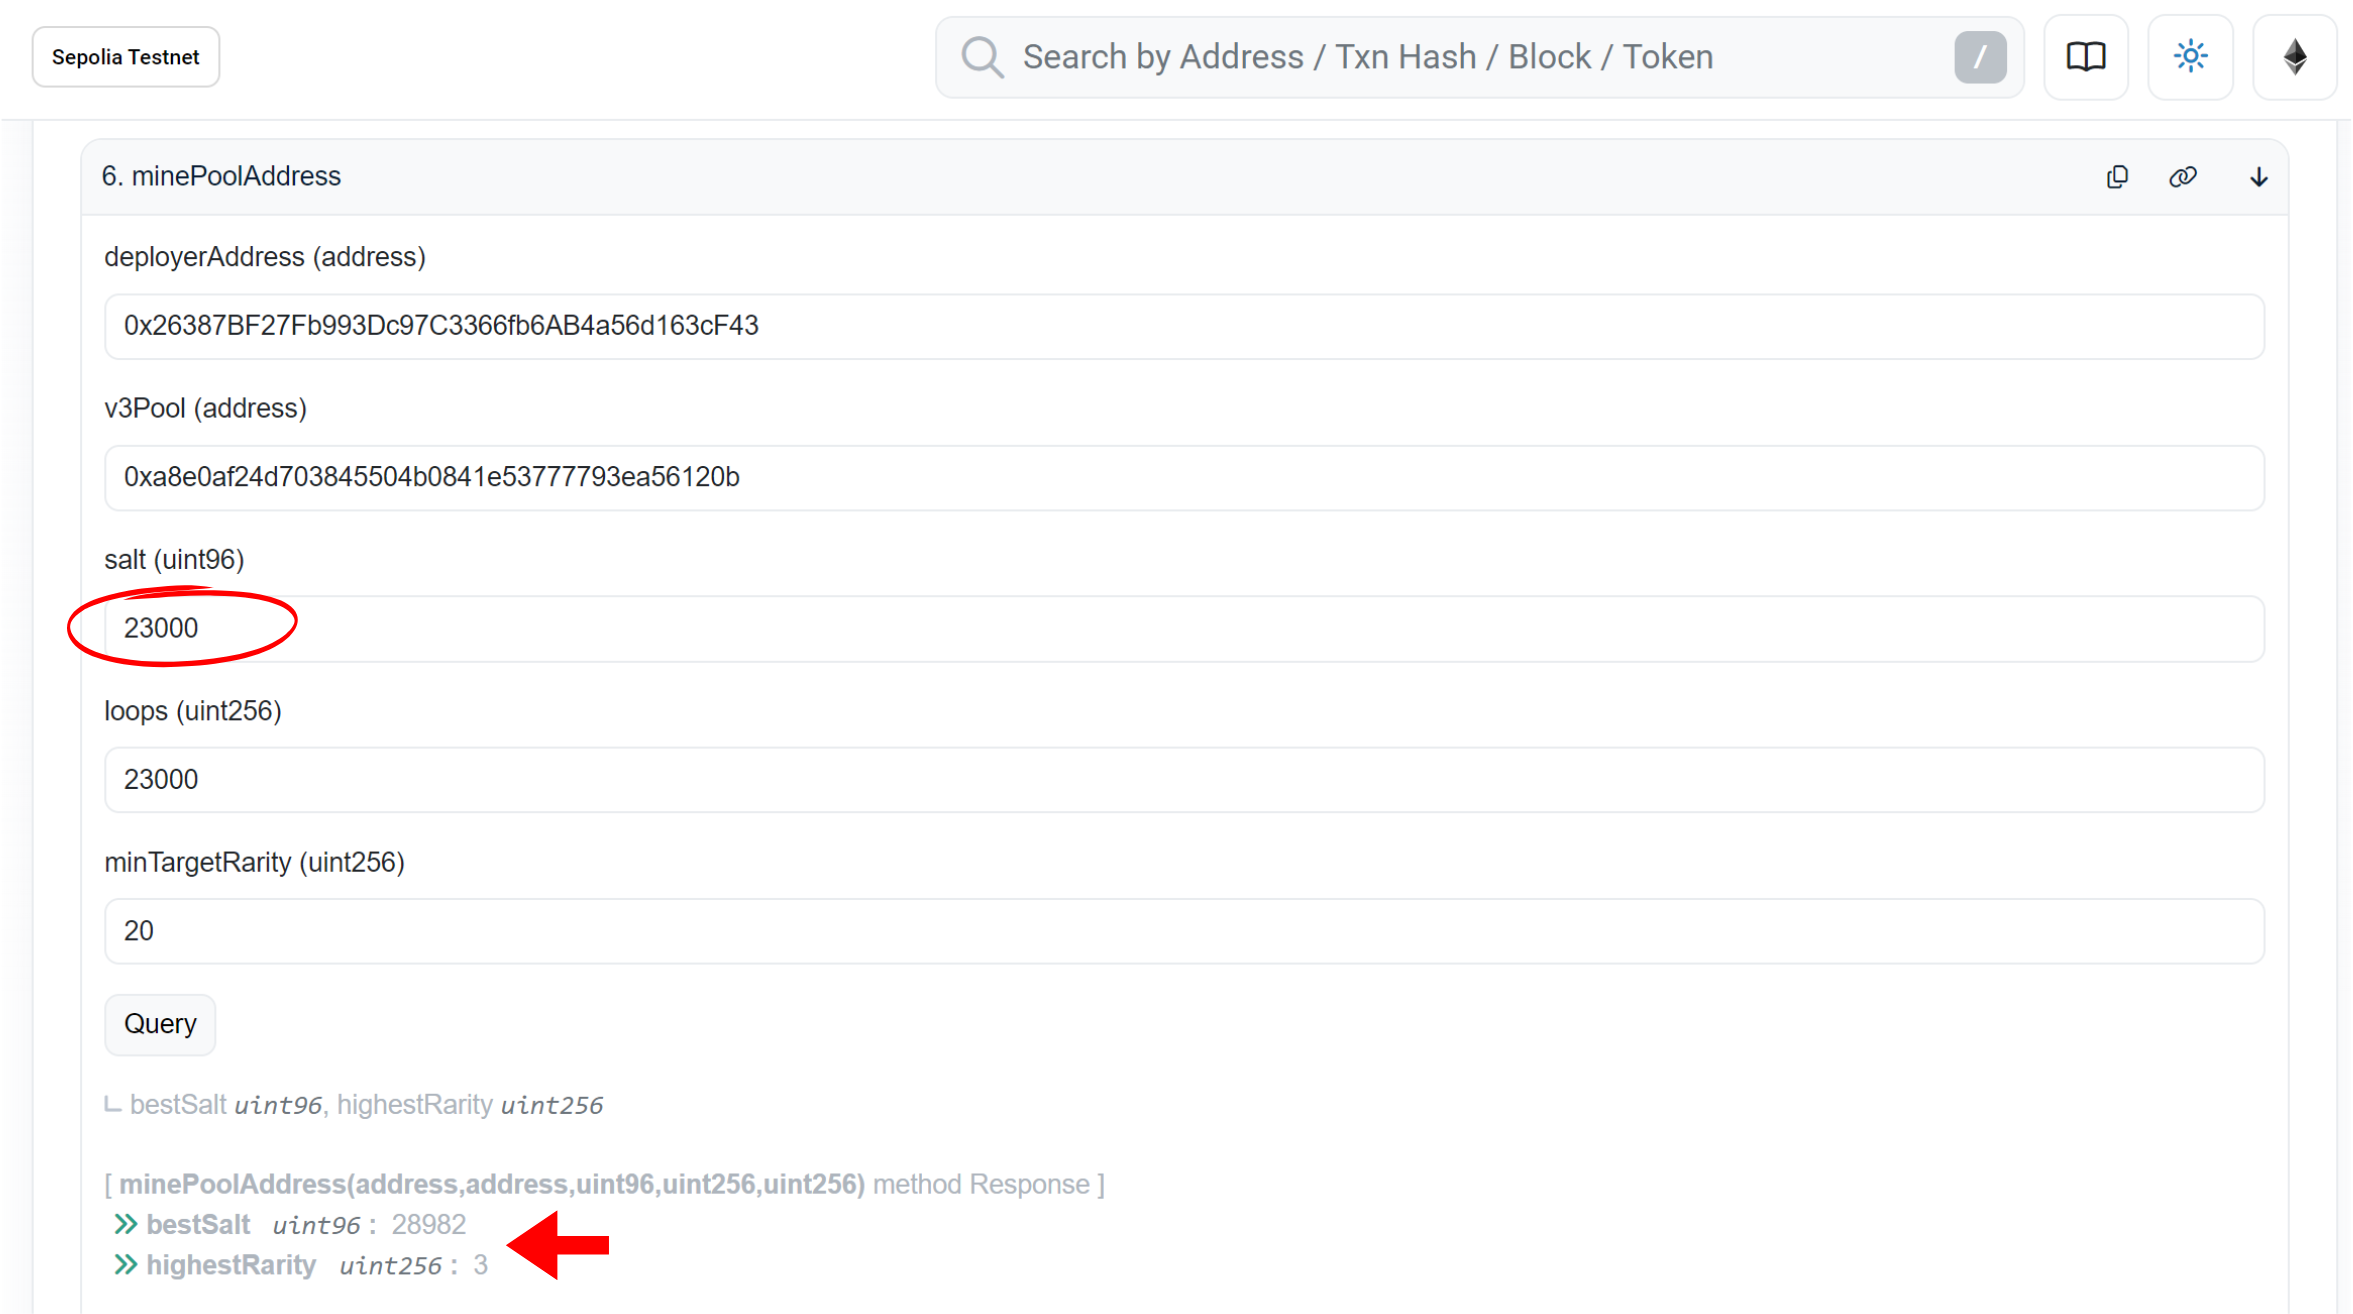 Sepolia Testnet
Search by Address / Txn Hash / Block / Token
/
6. minePoolAddress
deployerAddress (address)
0x26387BF27Fb993Dc97C3366fb6AB4a56d163cF43
v3Pool (address)
0xa8e0af24d703845504b0841e53777793ea56120b
salt (uint96)
23000
loops (uint256)
23000
minTargetRarity (uint256)
20
Query
bestSalt uint96, highestRarity uint256
[ minePoolAddress(address,address,uint96,uint256,uint256) method Response ]
bestSalt uint96 : 28982
highestRarity uint256 : 3